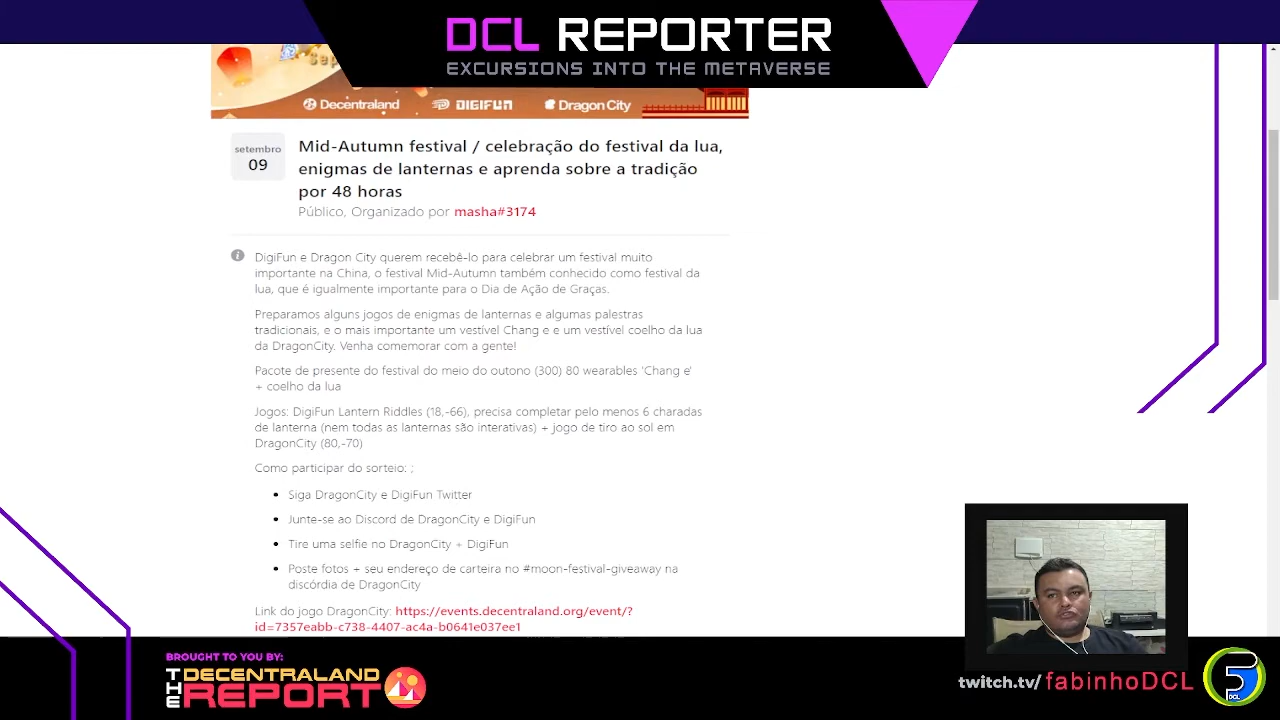 DCL REPORTER
EXCURSIONS INTO THE METAVERSE
Decentraland DIGIFUN Dragon City
setembro
09
Mid-Autumn festival / celebração do festival da lua,
enigmas de lanternas e aprenda sobre a tradição
por 48 horas
Público, Organizado por masha#3174
DigiFun e Dragon City querem recebê-lo para celebrar um festival muito
importante na China, o festival Mid-Autumn também conhecido como festival da
lua, que é igualmente importante para o Dia de Ação de Graças.
Preparamos alguns jogos de enigmas de lanternas e algumas palestras
tradicionais, e o mais importante um vestível Chang e e um vestível coelho da lua
da DragonCity. Venha comemorar com a gente!
Pacote de presente do festival do meio do outono (300) 80 wearables 'Chang e'
+ coelho da lua
Jogos: DigiFun Lantern Riddles (18,-66), precisa completar pelo menos 6 charadas
de lanterna (nem todas as lanternas são interativas) + jogo de tiro ao sol em
DragonCity (80,-70)
Como participar do sorteio: ;
• Siga DragonCity e DigiFun Twitter
• Junte-se ao Discord de DragonCity e DigiFun
• Tire uma selfie no DragonCity + DigiFun
• Poste fotos + seu endereço de carteira no #moon-festival-giveaway na
discórdia de DragonCity
Link do jogo DragonCity: https://events.decentraland.org/event/?
id=7357eabb-c738-4407-ac4a-b0641e037ee1
BROUGHT TO YOU BY:
THE DECENTRALAND
REPORT
twitch.tv/fabinhoDCL
DCL